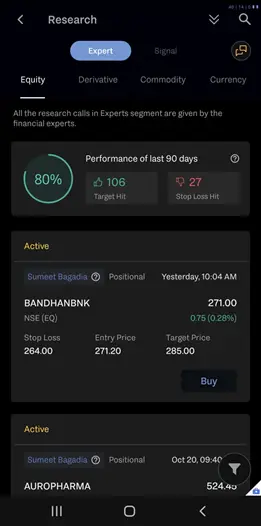 Research
Expert
Signal
Equity
Derivative
Commodity
Currency
All the research calls in Experts segment are given by the
financial experts.
80%
Performance of last 90 days
106
Target Hit
27
Stop Loss Hit
Active
Sumeet Bagadia
Positional
Yesterday, 10:04 AM
BANDHANBNK
271.00
NSE (EQ)
0.75 (0.28%)
Stop Loss
Entry Price
Target Price
264.00
271.20
285.00
Buy
Active
Sumeet Bagadia
Positional
Oct 20, 09:40
AUROPHARMA
524.45